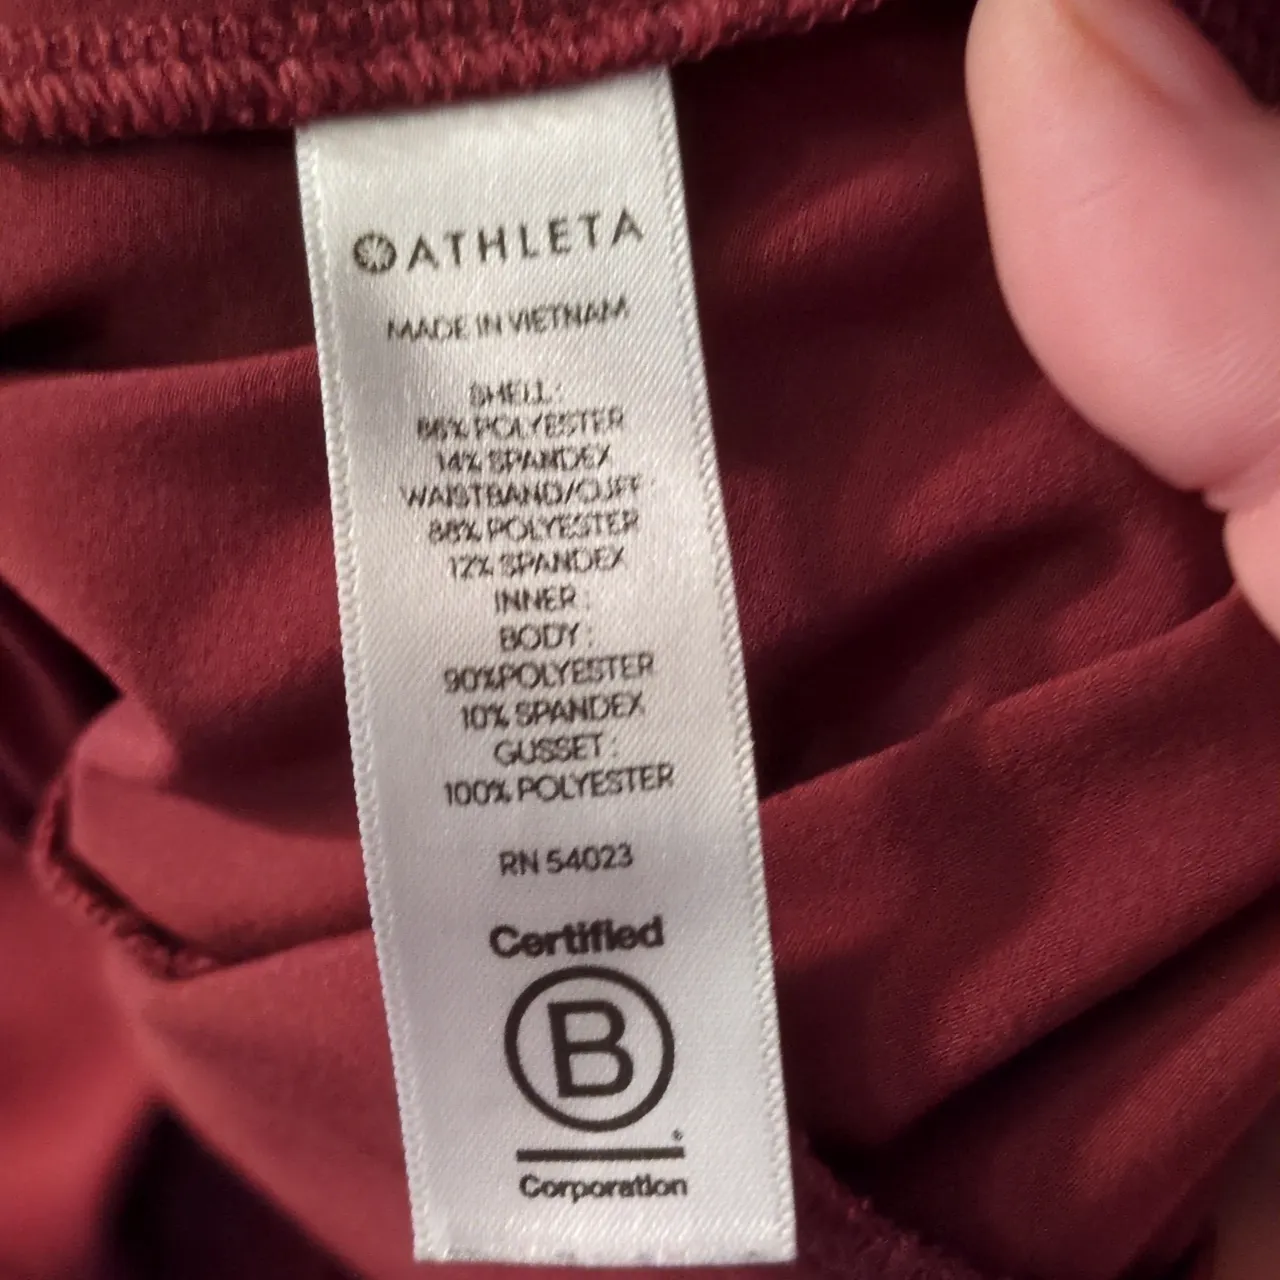 ATHLETA
MADE IN VIETNAM
SHELL:
86% POLYESTER
14% SPANDEX
WAISTBAND/CUFF
88% POLYESTER
12% SPANDEX
INNER:
BODY:
90%POLYESTER
10% SPANDEX
GUSSET:
100% POLYESTER
RN 54023
Certified
B
Corporation